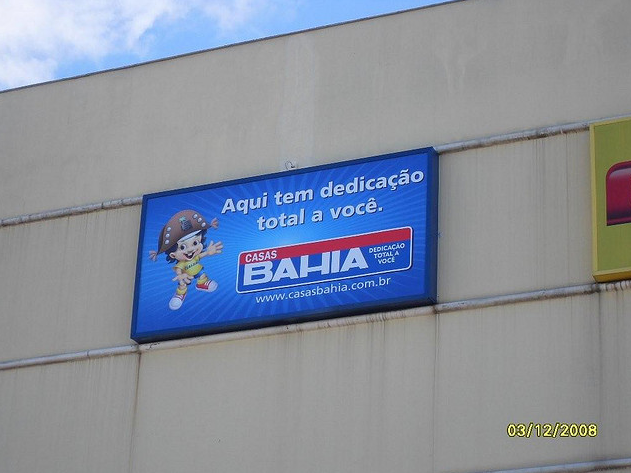 Aqui tem dedicação
total a você.
CASAS
BAHIA
DEDICAÇÃO
TOTAL A
VOCÊ
www.casasbahia.com.br
03/12/2008